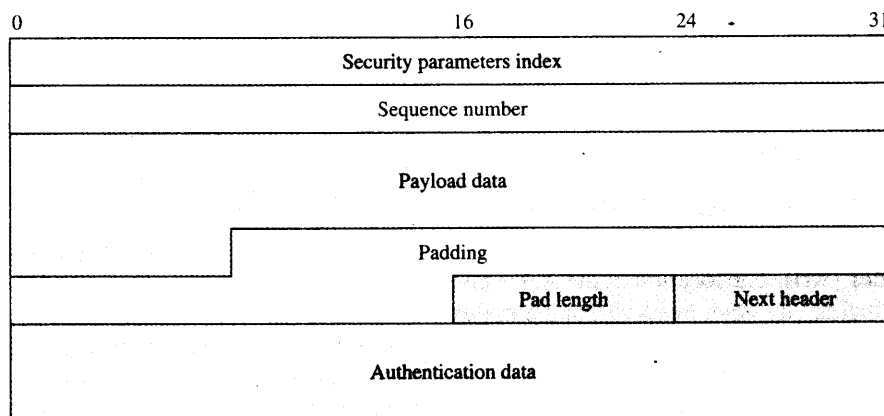 0 16 24 31
Security parameters index
Sequence number
Payload data
Padding
Pad length Next header
Authentication data